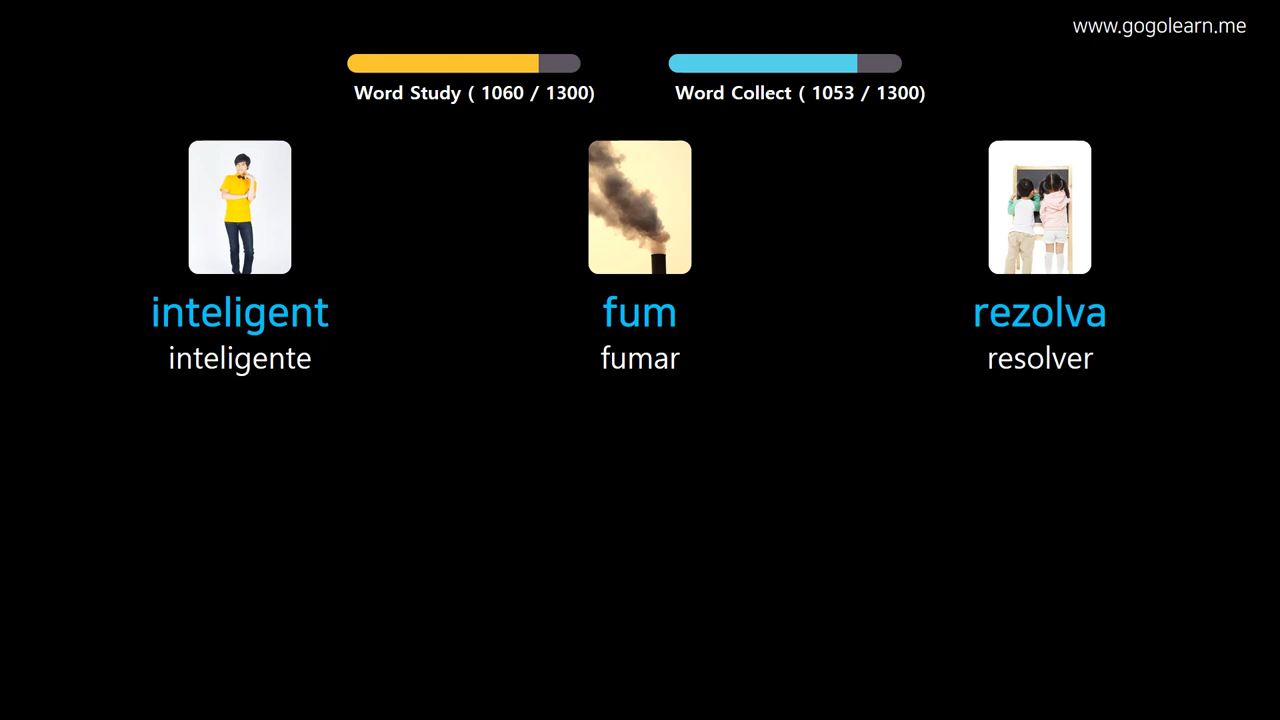 www.gogolearn.me
Word Study ( 1060 / 1300)
Word Collect ( 1053 / 1300)
inteligent
inteligente
fum
fumar
rezolva
resolver